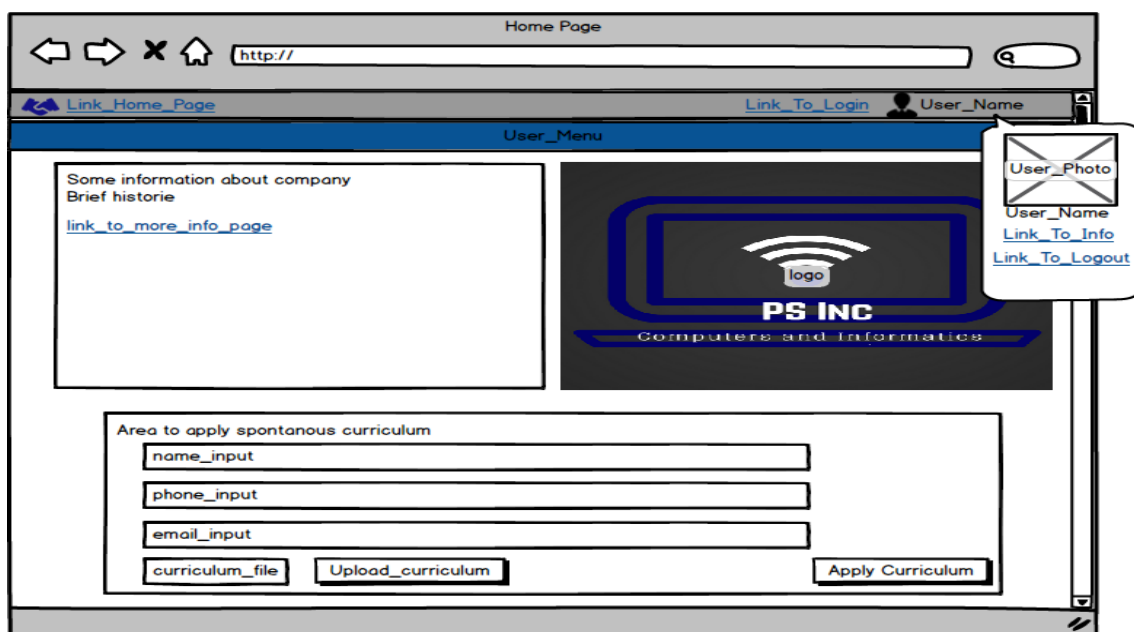 Home Page
http://
Link_Home_Page
Link_To_Login
User_Name
User_Menu
Some information about company
Brief historie
link_to_more_info_page
logo
PS INC
Computers and Informatics
User_Photo
User_Name
Link_To_Info
Link_To_Logout
Area to apply spontanous curriculum
name_input
phone_input
email_input
curriculum_file
Upload_curriculum
Apply Curriculum